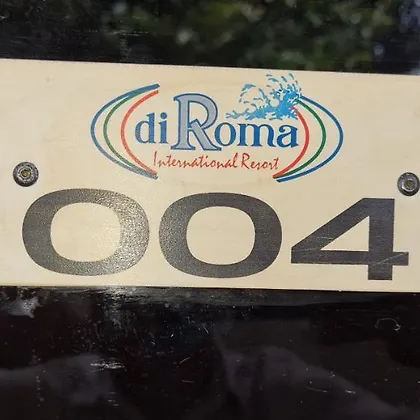 diRoma
International Resort
004